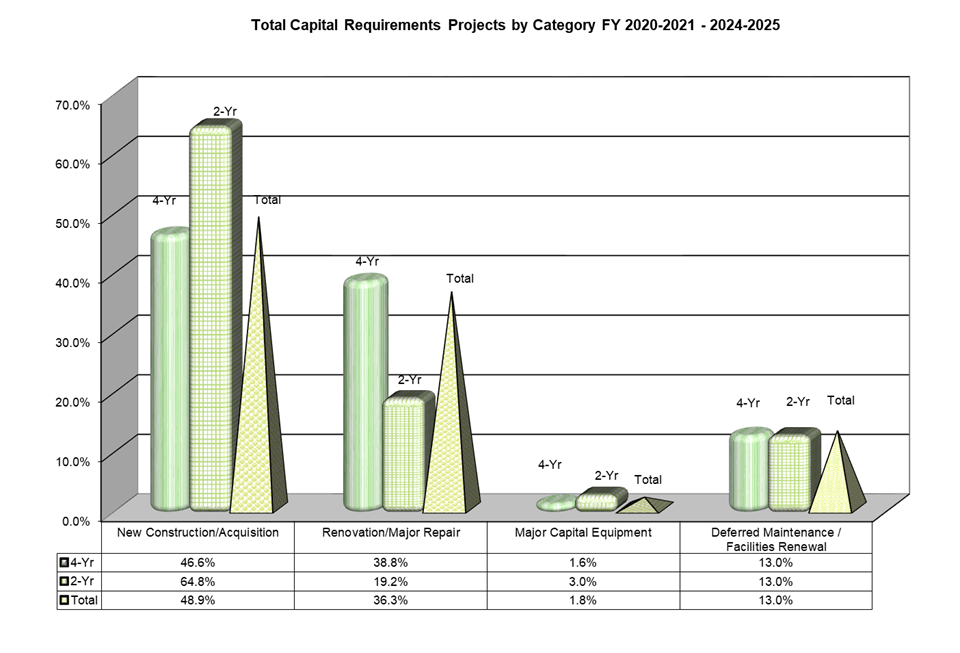 Total Capital Requirements Projects by Category FY 2020-2021 - 2024-2025
70.0%
60.0%
50.0%
40.0%
30.0%
20.0%
10.0%
0.0%
4-Yr
2-Yr
Total
4-Yr
2-Yr
Total
4-Yr
2-Yr
Total
4-Yr
2-Yr
Total
New Construction/Acquisition Renovation/Major Repair Major Capital Equipment Deferred Maintenance /
Facilities Renewal
4-Yr 46.6% 38.8% 1.6% 13.0%
2-Yr 64.8% 19.2% 3.0% 13.0%
Total 48.9% 36.3% 1.8% 13.0%